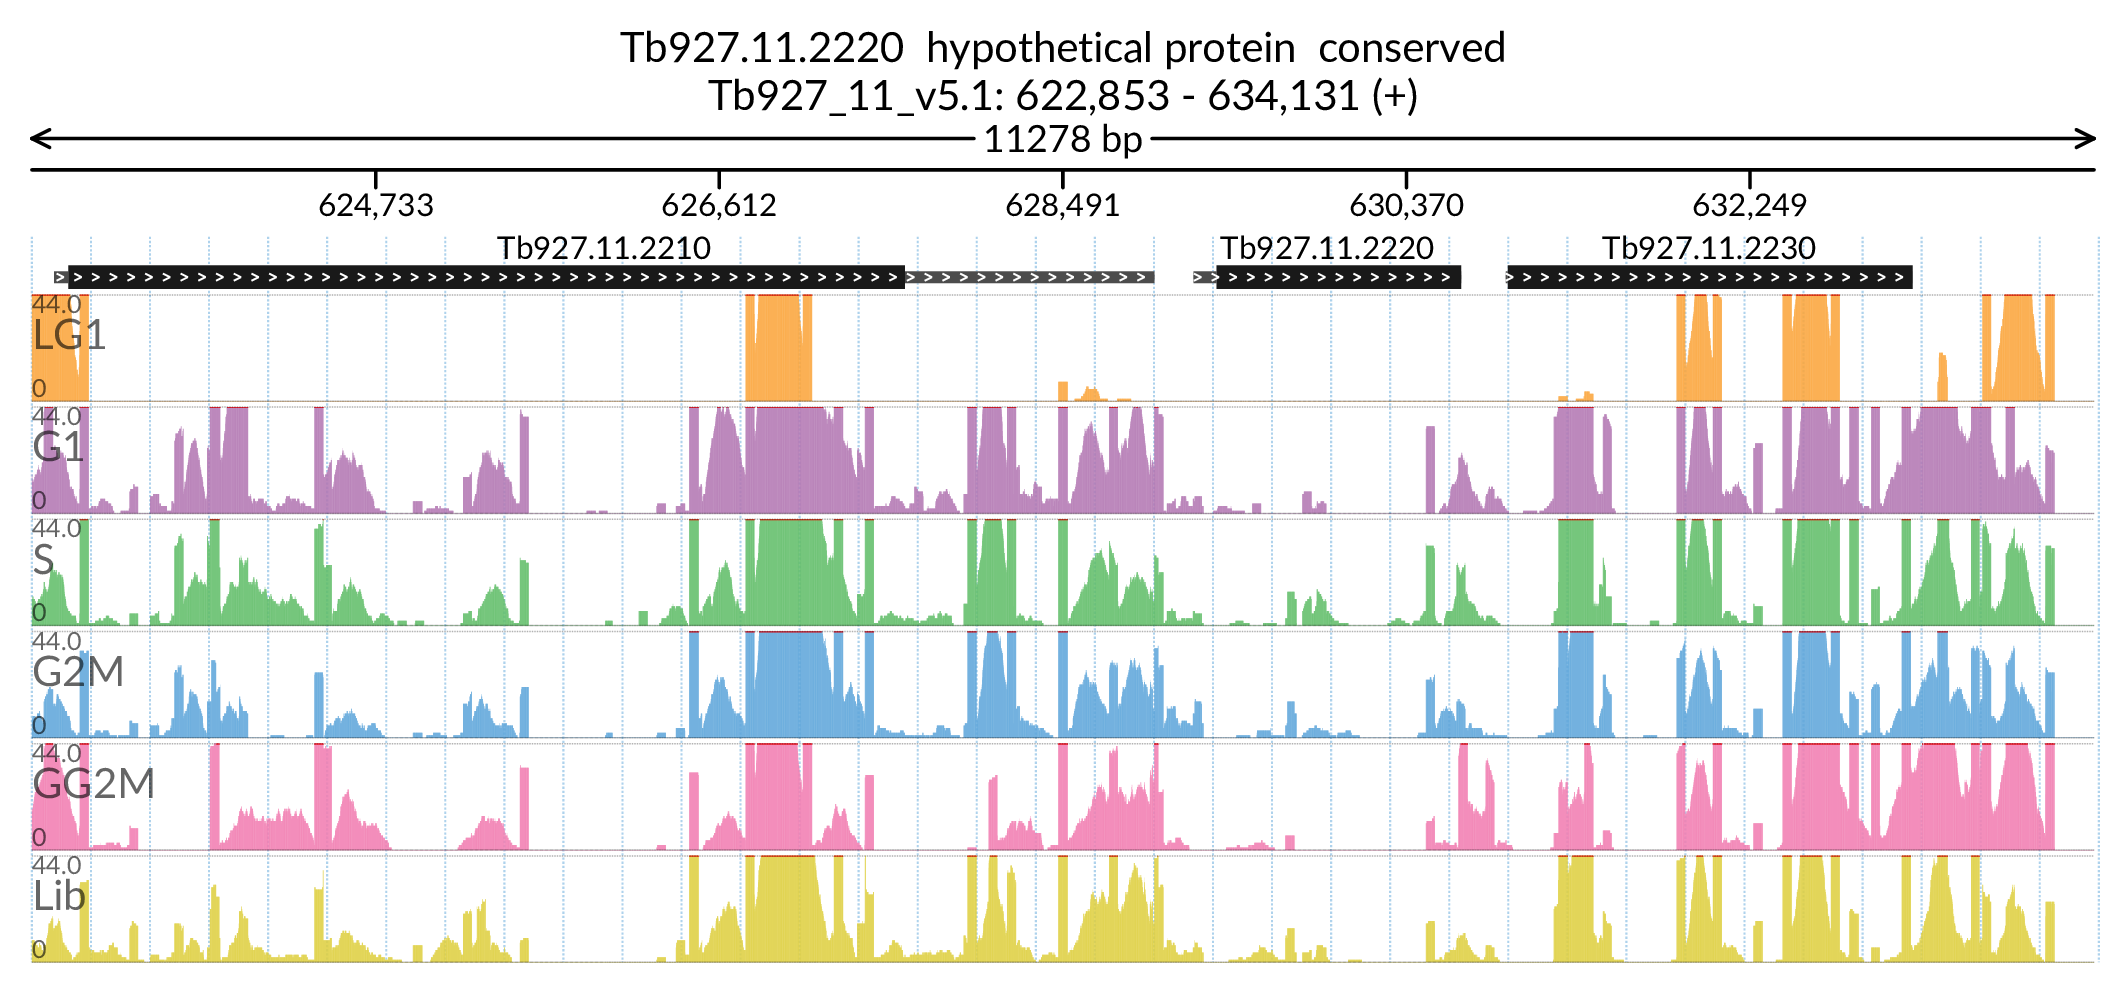 Tb927.11.2220 hypothetical protein conserved
Tb927_11_v5.1: 622,853 - 634,131 (+)
11278 bp
624,733 626,612 628,491 630,370 632,249
Tb927.11.2210 Tb927.11.2220 Tb927.11.2230
44.0
LG1
0
44.0
G1
0
44.0
S
0
44.0
G2M
0
44.0
GG2M
0
44.0
Lib
0